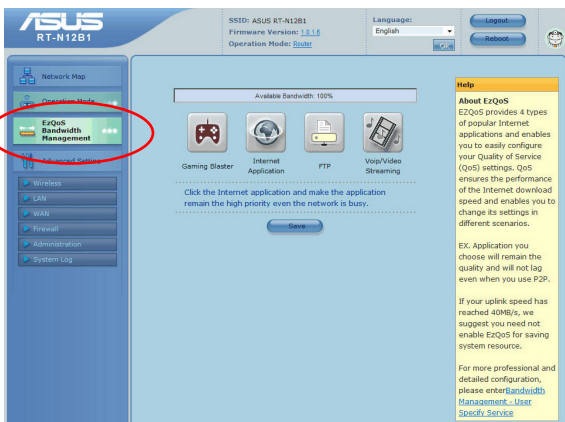 ASUS
RT-N12B1
SSID: ASUS RT-N12B1
Firmware Version: 1.0.1.6
Operation Mode: Router
Language:
English
OK
Logout
Reboot
Network Map
Operation Mode
EzQoS
Bandwidth
Management
Advanced Setting
Wireless
LAN
WAN
Firewall
Administration
System Log
Available Bandwidth: 100%
Gaming Blaster
Internet
Application
FTP
Voip/Video
Streaming
Click the Internet application and make the application
remain the high priority even the network is busy.
Save
Help
About EzQoS
EZQoS provides 4 types
of popular Internet
applications and enables
you to easily configure
your Quality of Service
(QoS) settings. QoS
ensures the performance
of the Internet download
speed and enables you to
change its settings in
different scenarios.
EX. Application you
choose will remain the
quality and will not lag
even when you use P2P.
If your uplink speed has
reached 40MB/s, we
suggest you need not
enable EzQoS for saving
system resource.
For more professional and
detailed configuration,
please enterBandwidth
Management - User
Specify Service